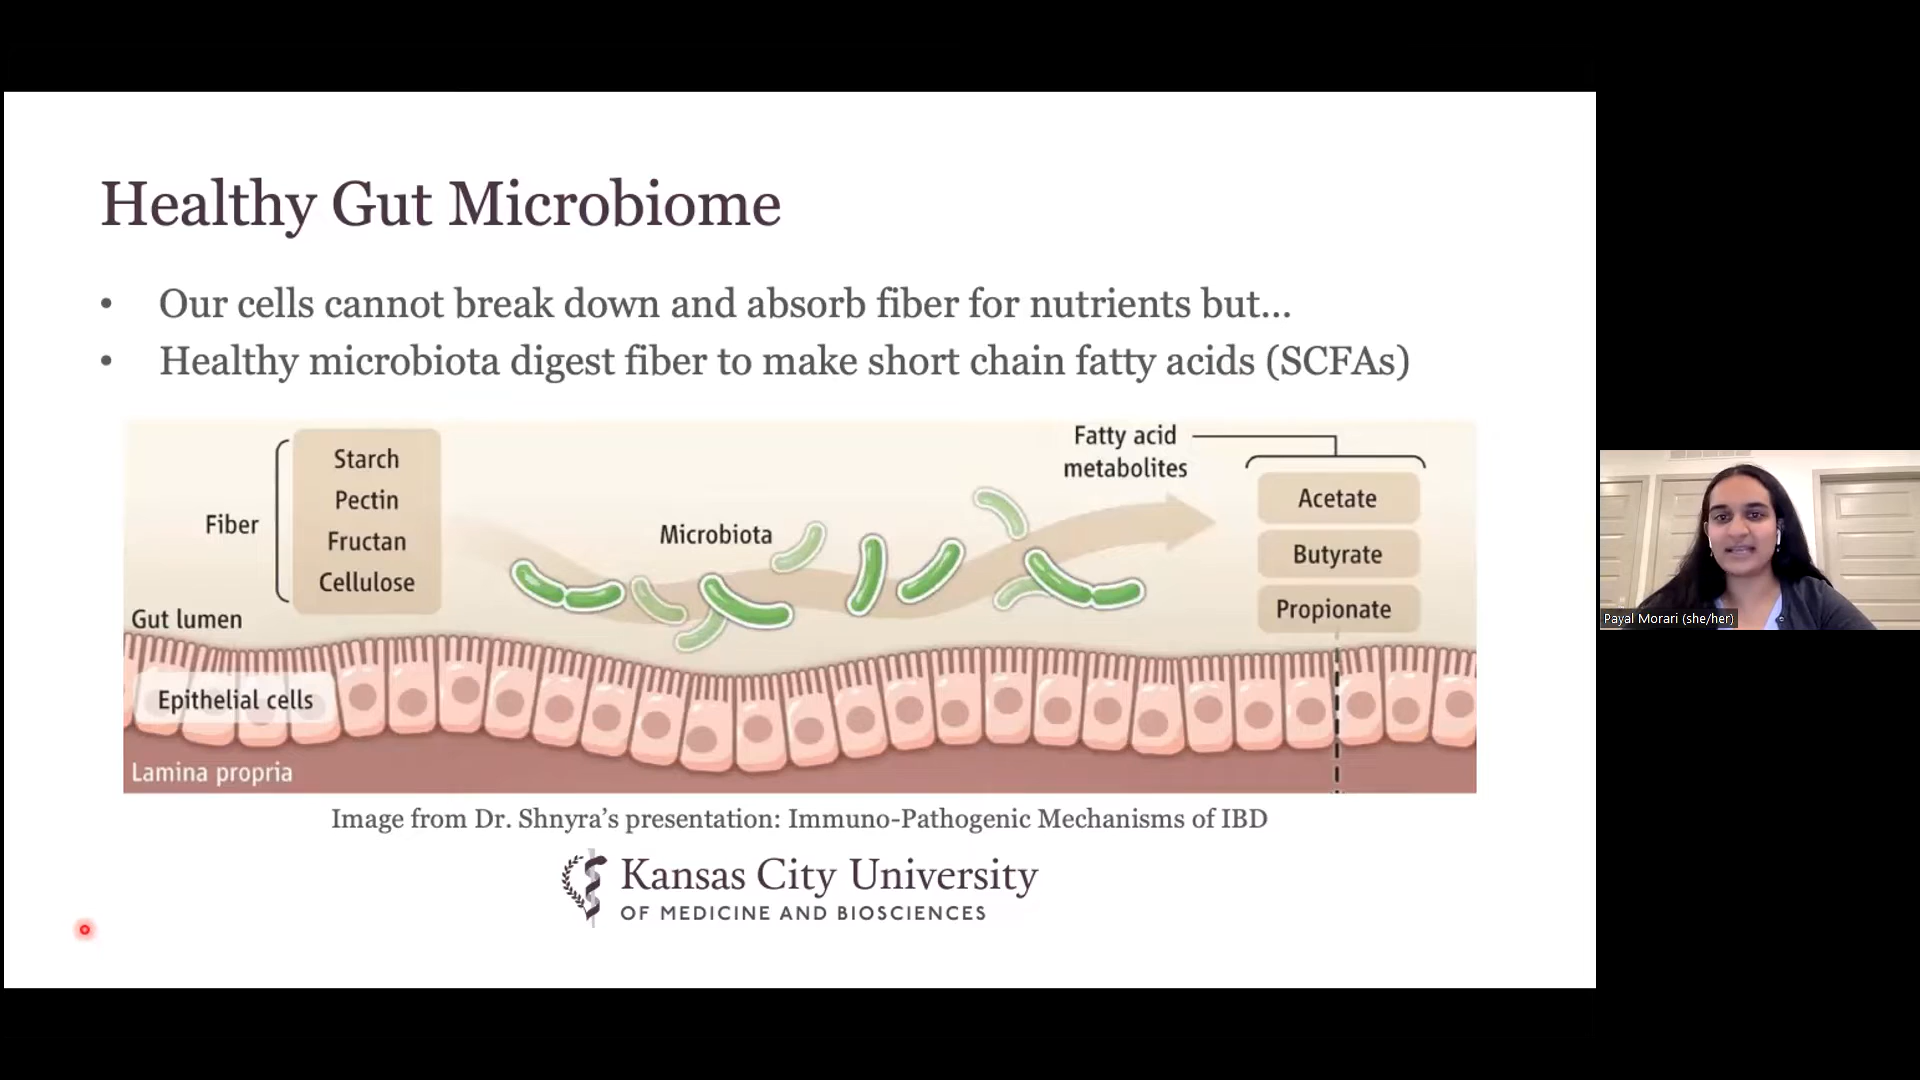 Healthy Gut Microbiome
• Our cells cannot break down and absorb fiber for nutrients but...
• Healthy microbiota digest fiber to make short chain fatty acids (SCFAs)
Fiber
Starch
Pectin
Fructan
Cellulose
Microbiota
Fatty acid
metabolites
Acetate
Butyrate
Propionate
Gut lumen
Epithelial cells
Lamina propria
Image from Dr. Shnyra’s presentation: Immuno-Pathogenic Mechanisms of IBD
Kansas City University
OF MEDICINE AND BIOSCIENCES
Payal Morari (she/her)